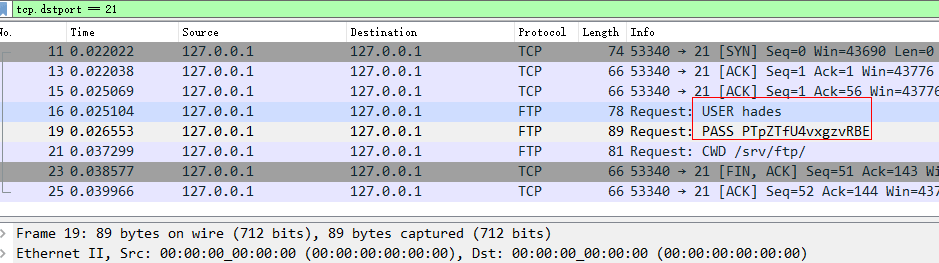 tcp.dstport == 21
No. Time Source Destination Protocol Length Info
11 0.022022 127.0.0.1 127.0.0.1 TCP 74 53340 → 21 [SYN] Seq=0 Win=43690 Len=0
13 0.022038 127.0.0.1 127.0.0.1 TCP 66 53340 → 21 [ACK] Seq=1 Ack=1 Win=43776
15 0.025069 127.0.0.1 127.0.0.1 TCP 66 53340 → 21 [ACK] Seq=1 Ack=56 Win=43776
16 0.025104 127.0.0.1 127.0.0.1 FTP 78 Request: USER hades
19 0.026553 127.0.0.1 127.0.0.1 FTP 89 Request: PASS PTpZTfU4vxgzvRBE
21 0.037299 127.0.0.1 127.0.0.1 FTP 81 Request: CWD /srv/ftp/
23 0.038577 127.0.0.1 127.0.0.1 TCP 66 53340 → 21 [FIN, ACK] Seq=51 Ack=143 W
25 0.039966 127.0.0.1 127.0.0.1 TCP 66 53340 → 21 [ACK] Seq=52 Ack=144 Win=437
Frame 19: 89 bytes on wire (712 bits), 89 bytes captured (712 bits)
Ethernet II, Src: 00:00:00_00:00:00 (00:00:00:00:00:00), Dst: 00:00:00_00:00:00 (00:00:00:00:00:00)